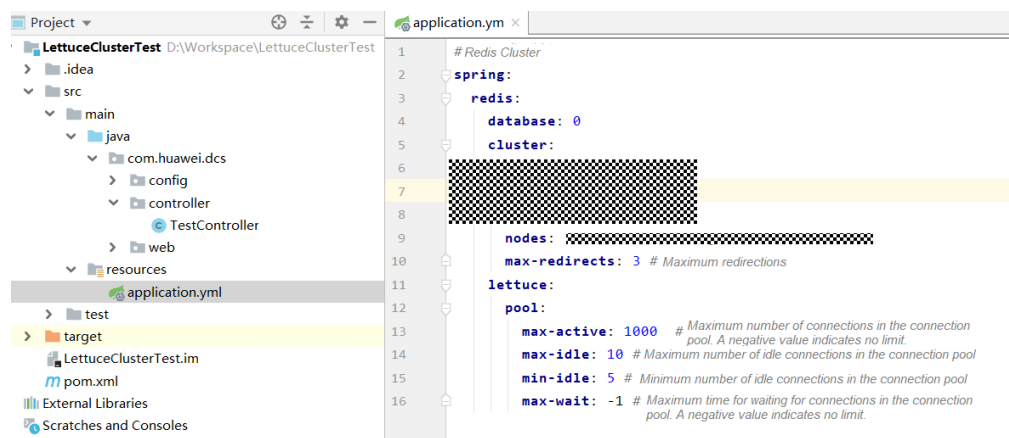 Project
LettuceClusterTest D:\Workspace\LettuceClusterTest
.idea
src
main
java
com.huawei.dcs
config
controller
TestController
web
resources
application.yml
test
target
LettuceClusterTest.im
pom.xml
External Libraries
Scratches and Consoles
application.ym
1 # Redis Cluster
2 spring:
3 redis:
4 database: 0
5 cluster:
6
7
8
9 nodes:
10 max-redirects: 3 # Maximum redirections
11 lettuce:
12 pool:
13 max-active: 1000 # Maximum number of connections in the connection
pool. A negative value indicates no limit.
14 max-idle: 10 # Maximum number of idle connections in the connection pool
15 min-idle: 5 # Minimum number of idle connections in the connection pool
16 max-wait: -1 # Maximum time for waiting for connections in the connection
pool. A negative value indicates no limit.